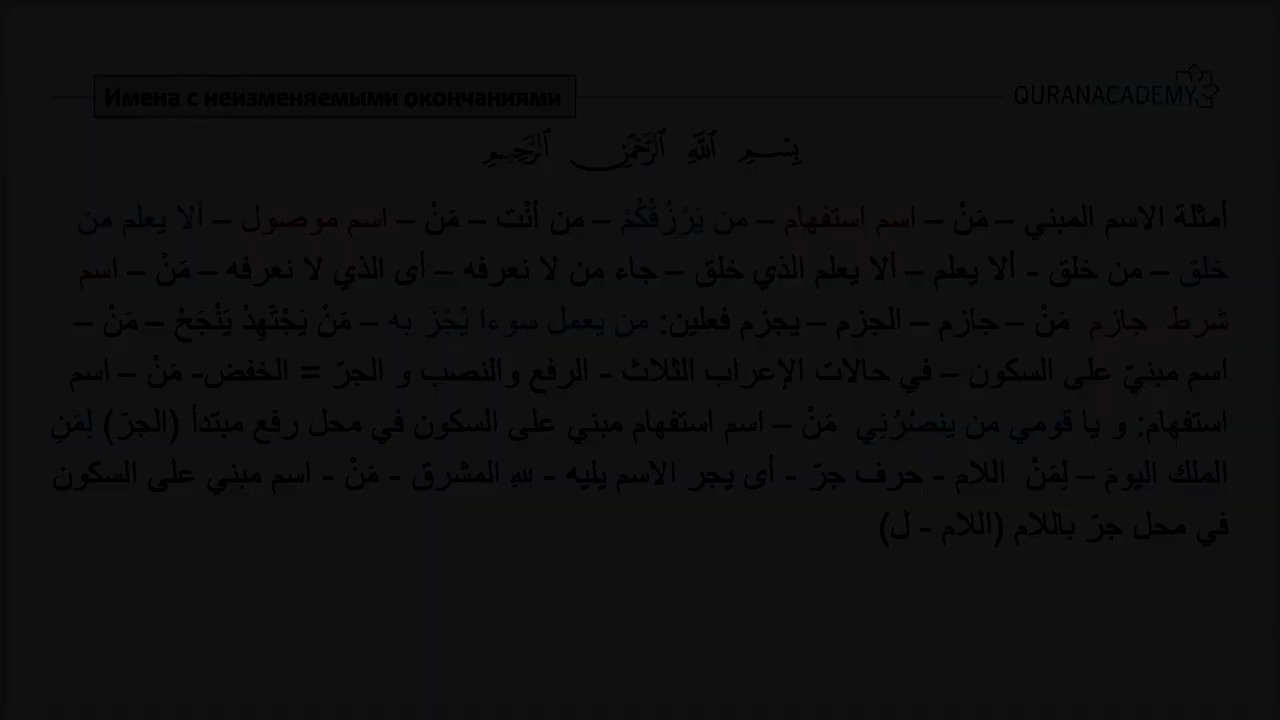 Имена с неизменяемыми окончаниями
QURANACADEMY
بِسْمِ اللَّهِ الرَّحْمَٰنِ الرَّحِيمِ
أمثلة الاسم المبني – مَنْ – اسم استفهام – من يَرْزُقُكُمْ – من أنْت – مَنْ – اسم موصول – ألا يعلم من
خلق – من خلق - ألا يعلم – ألا يعلم الذي خلق – جاء من لا نعرفه – أى الذي لا نعرفه – مَنْ – اسم
شرط جازم مَنْ – جازم – الجزم – يجزم فعلين: من يعمل سوءا يُجْزَ به – مَنْ يَجْتَهِدْ يَنْجَحْ – مَنْ –
اسم مبنيّ على السكون – في حالات الإعراب الثلاث - الرفع والنصب و الجرّ = الخفض- مَنْ – اسم
استفهام: و يا قومي من ينصُرُنِي مَنْ – اسم استفهام مبني على السكون في محل رفع مبتدأ (الجرّ) لِمَنِ
الملك اليومَ – لِمَنْ اللام - حرف جرّ - أى يجر الاسم يليه - لله المشرق - مَنْ - اسم مبني على السكون
في محل جرّ باللام (اللام - ل)